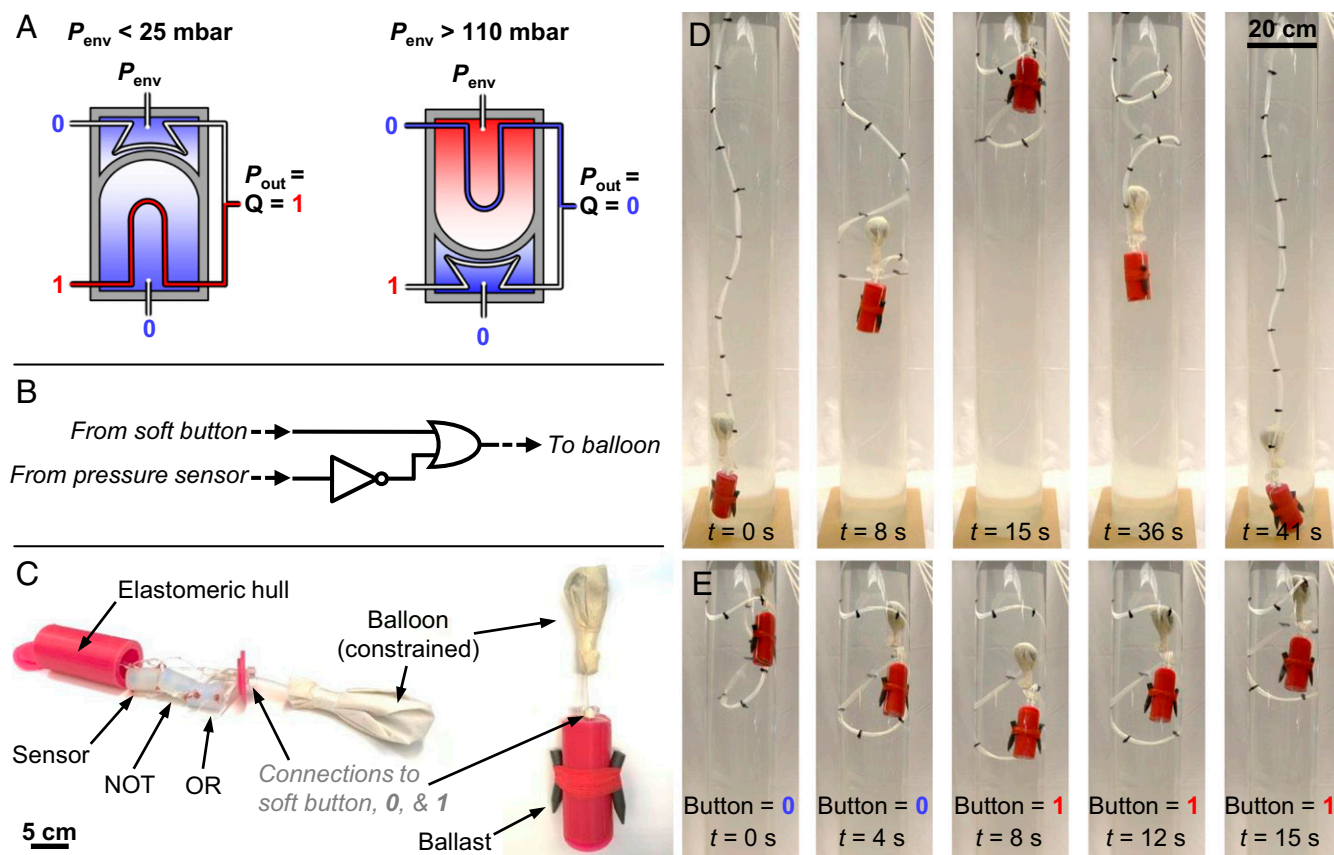 A
P_env < 25 mbar
P_env > 110 mbar
P_env
0
P_out =
Q = 1
1
0
P_env
0
P_out =
Q = 0
1
0
B
From soft button
To balloon
From pressure sensor
C
Elastomeric hull
Balloon
(constrained)
Sensor
NOT
OR
Connections to
soft button, 0, & 1
Ballast
5 cm
D
20 cm
t = 0 s
t = 8 s
t = 15 s
t = 36 s
t = 41 s
E
Button = 0
t = 0 s
Button = 0
t = 4 s
Button = 1
t = 8 s
Button = 1
t = 12 s
Button = 1
t = 15 s